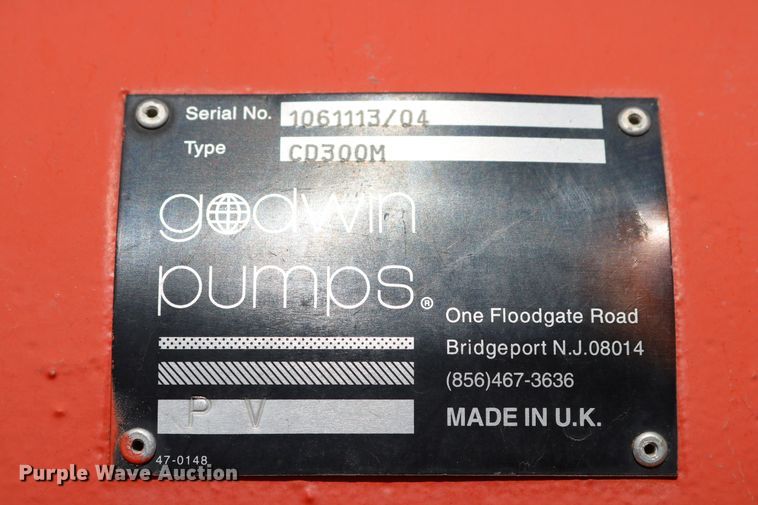 Serial No. 1061113/04
Type CD300M
godwin
pumps®
One Floodgate Road
Bridgeport N.J.08014
(856)467-3636
P V
MADE IN U.K.
47-0148
Purple Wave Auction